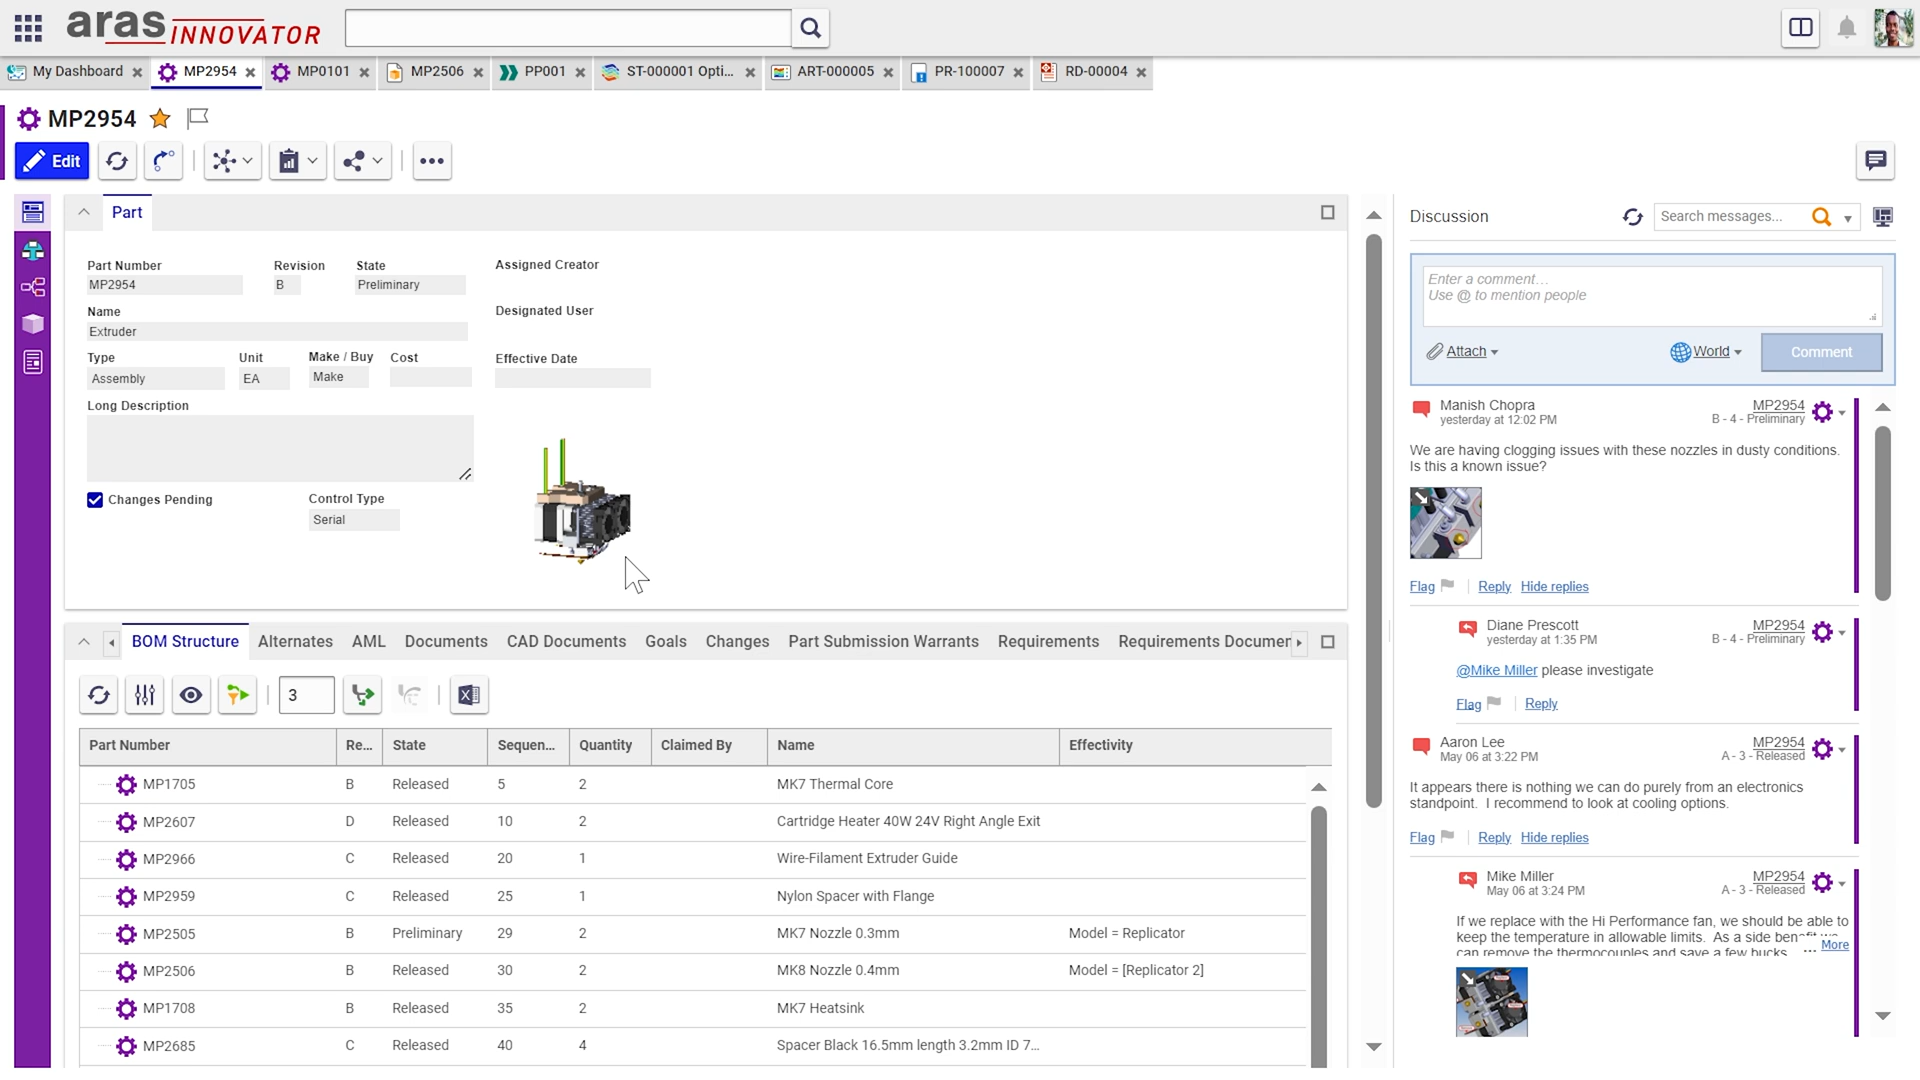 aras INNOVATOR
My Dashboard
MP2954
MP0101
MP2506
PP001
ST-000001 Opti...
ART-000005
PR-100007
RD-00004
MP2954
Edit
Part
Part Number
MP2954
Revision
B
State
Preliminary
Assigned Creator
Name
Extruder
Designated User
Type
Assembly
Unit
EA
Make / Buy
Make
Cost
Effective Date
Long Description
Changes Pending
Control Type
Serial
BOM Structure
Alternates
AML
Documents
CAD Documents
Goals
Changes
Part Submission Warrants
Requirements
Requirements Documen
3
Part Number Re... State Sequen... Quantity Claimed By Name Effectivity
MP1705 B Released 5 2 MK7 Thermal Core
MP2607 D Released 10 2 Cartridge Heater 40W 24V Right Angle Exit
MP2966 C Released 20 1 Wire-Filament Extruder Guide
MP2959 C Released 25 1 Nylon Spacer with Flange
MP2505 B Preliminary 29 2 MK7 Nozzle 0.3mm Model = Replicator
MP2506 B Released 30 2 MK8 Nozzle 0.4mm Model = [Replicator 2]
MP1708 B Released 35 2 MK7 Heatsink
MP2685 C Released 40 4 Spacer Black 16.5mm length 3.2mm ID 7...
Discussion
Search messages...
Enter a comment...
Use @ to mention people
Attach
World
Comment
Manish Chopra
yesterday at 12:02 PM
MP2954
B - 4 - Preliminary
We are having clogging issues with these nozzles in dusty conditions.
Is this a known issue?
Flag Reply Hide replies
Diane Prescott
yesterday at 1:35 PM
MP2954
B - 4 - Preliminary
@Mike Miller please investigate
Flag Reply
Aaron Lee
May 06 at 3:22 PM
MP2954
A - 3 - Released
It appears there is nothing we can do purely from an electronics
standpoint. I recommend to look at cooling options.
Flag Reply Hide replies
Mike Miller
May 06 at 3:24 PM
MP2954
A - 3 - Released
If we replace with the Hi Performance fan, we should be able to
keep the temperature in allowable limits. As a side benefit we
can remove the thermocouples and save a few bucks. ... More